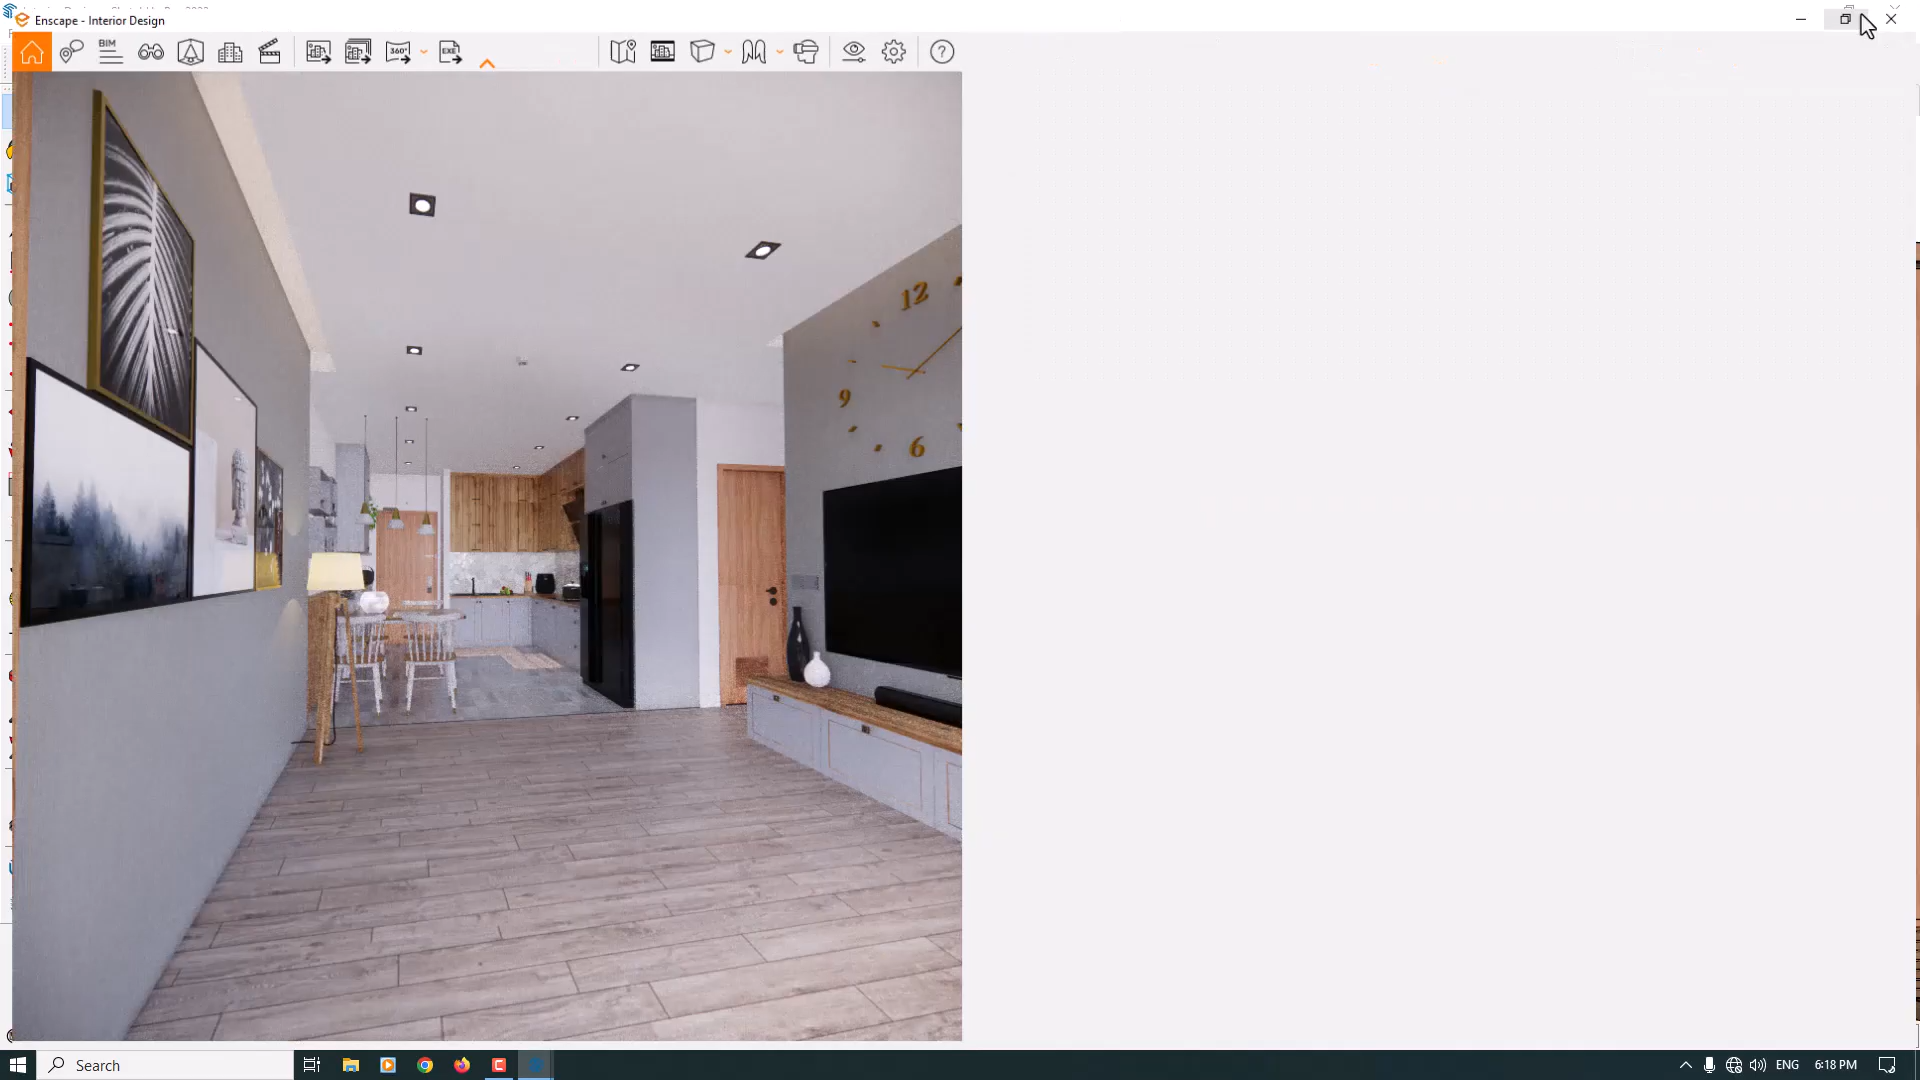 Enscape - Interior Design
BIM
360°
EXE
12
9
6
Search
ENG
6:18 PM